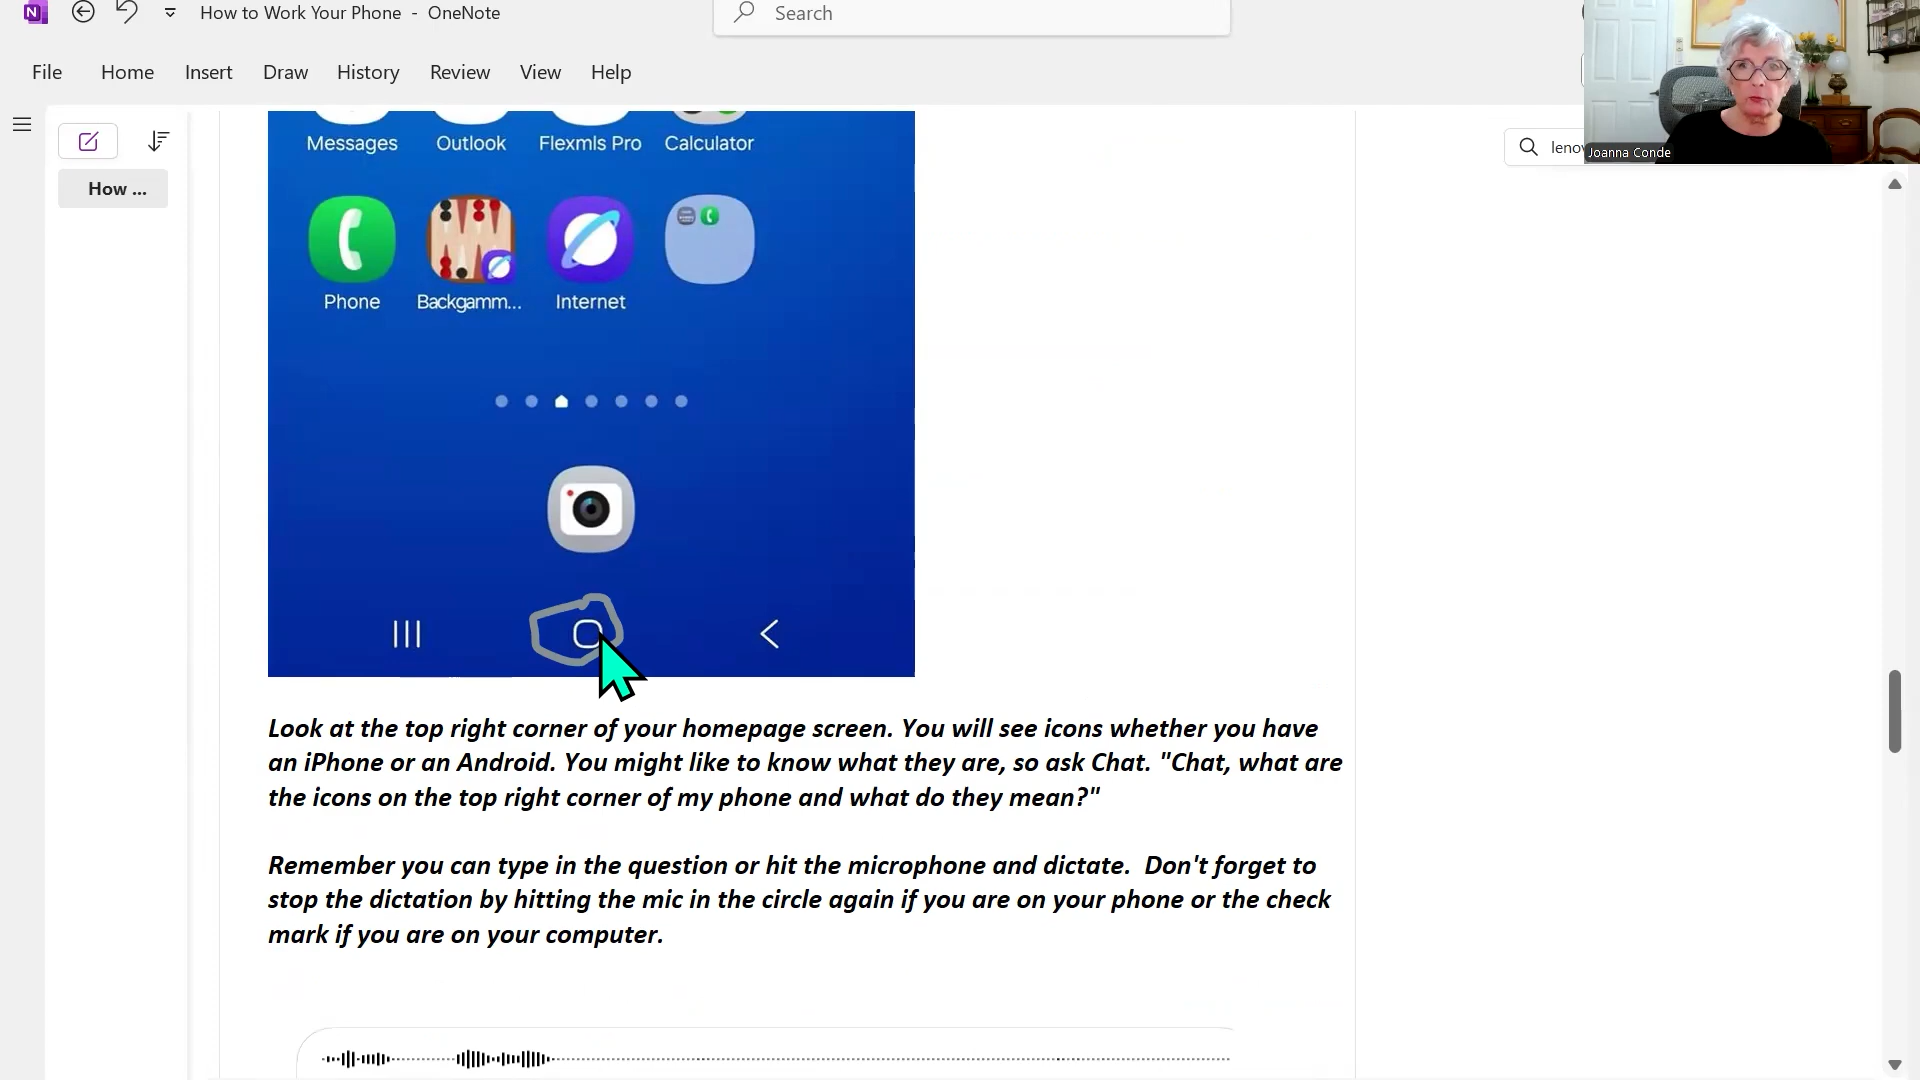 How to Work Your Phone - OneNote
Search
File Home Insert Draw History Review View Help
How ...
Joanna Conde
Messages Outlook Flexmls Pro Calculator
Phone Backgamm... Internet
Look at the top right corner of your homepage screen. You will see icons whether you have
an iPhone or an Android. You might like to know what they are, so ask Chat. "Chat, what are
the icons on the top right corner of my phone and what do they mean?"
Remember you can type in the question or hit the microphone and dictate. Don't forget to
stop the dictation by hitting the mic in the circle again if you are on your phone or the check
mark if you are on your computer.